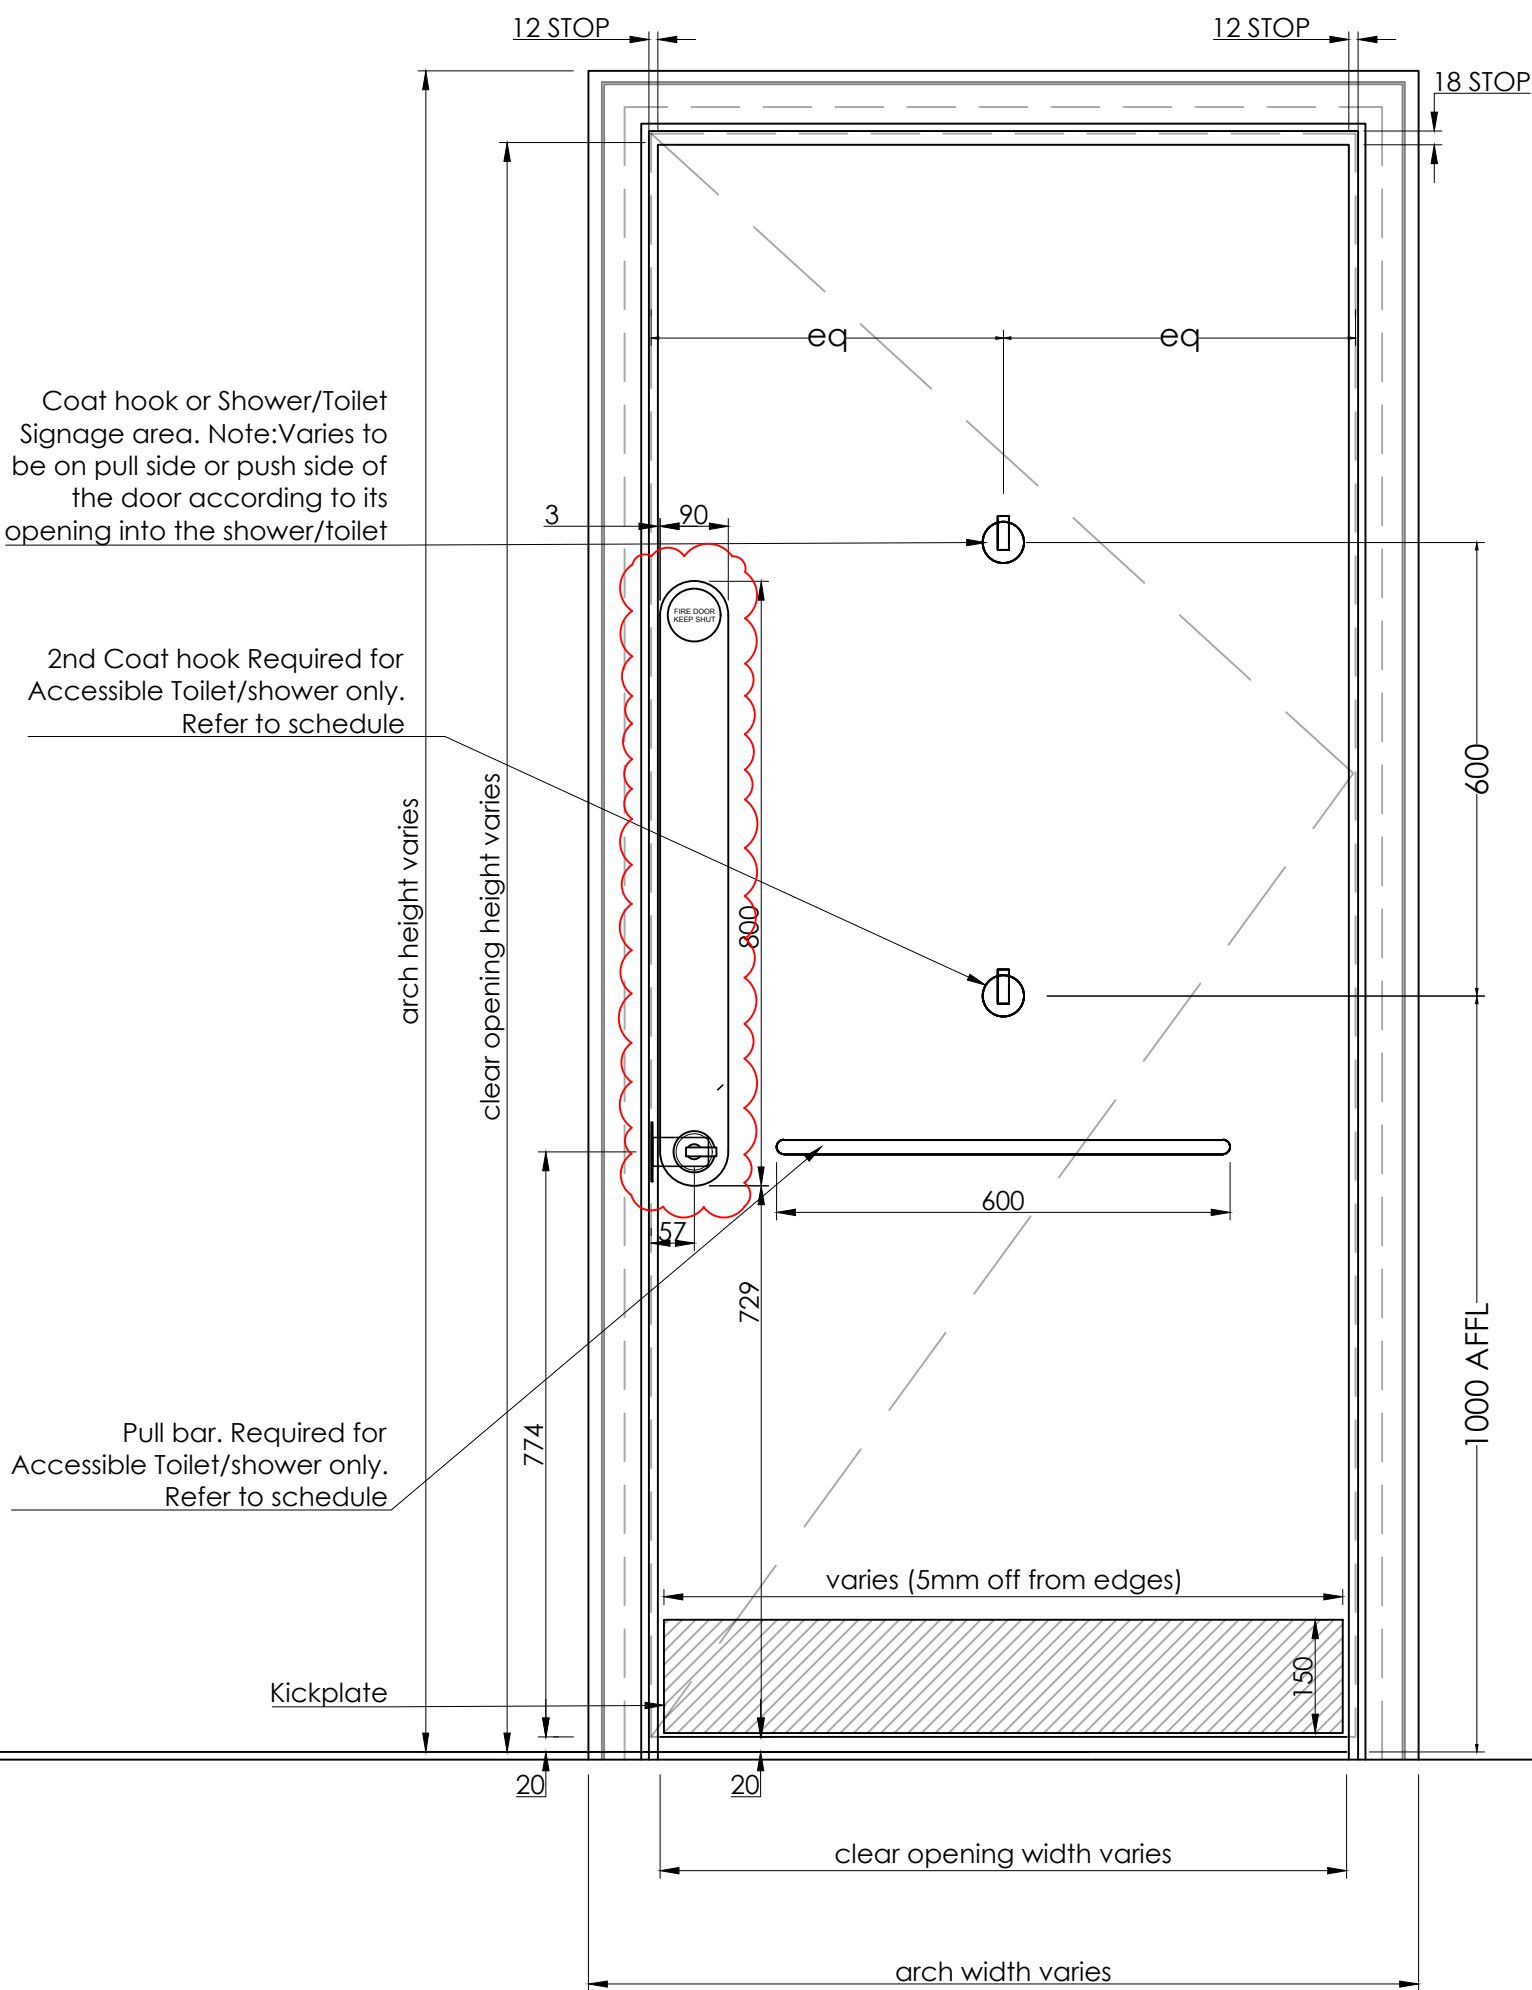 12 STOP
12 STOP
18 STOP
eq
eq
Coat hook or Shower/Toilet
Signage area. Note:Varies to
be on pull side or push side of
the door according to its
opening into the shower/toilet
3
90
FIRE DOOR
KEEP SHUT
2nd Coat hook Required for
Accessible Toilet/shower only.
Refer to schedule
600
arch height varies
clear opening height varies
800
600
57
729
1000 AFFL
774
Pull bar. Required for
Accessible Toilet/shower only.
Refer to schedule
varies (5mm off from edges)
150
Kickplate
20
20
clear opening width varies
arch width varies